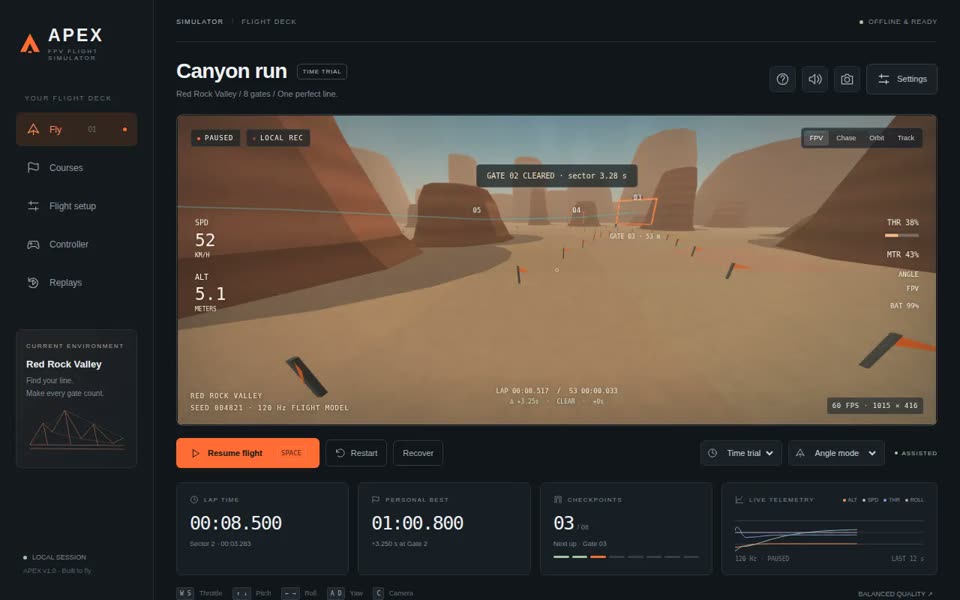 APEX
FPV FLIGHT
SIMULATOR
YOUR FLIGHT DECK
Fly 01
Courses
Flight setup
Controller
Replays
CURRENT ENVIRONMENT
Red Rock Valley
Find your line.
Make every gate count.
LOCAL SESSION
APEX v1.0 · Built to fly
SIMULATOR / FLIGHT DECK
OFFLINE & READY
Canyon run
TIME TRIAL
Red Rock Valley / 8 gates / One perfect line.
Settings
PAUSED
LOCAL REC
FPV Chase Orbit Track
GATE 02 CLEARED · sector 3.28 s
03
05
04
GATE 03 · 53 m
SPD
52
KM/H
ALT
5.1
METERS
THR 38%
MTR 43%
ANGLE
FPV
BAT 99%
RED ROCK VALLEY
SEED 004821 · 120 Hz FLIGHT MODEL
LAP 00:08.517 / S3 00:00.033
Δ +3.25s · CLEAR · +0s
60 FPS · 1015 × 416
Resume flight SPACE
Restart
Recover
Time trial
Angle mode
ASSISTED
LAP TIME
00:08.500
Sector 2 · 00:03.283
PERSONAL BEST
01:00.800
+3.250 s at Gate 2
CHECKPOINTS
03 / 08
Next up · Gate 03
LIVE TELEMETRY
ALT SPD THR ROLL
120 Hz · PAUSED
LAST 12 s
W S Throttle ↑ ↓ Pitch ← → Roll A D Yaw C Camera
BALANCED QUALITY ↗